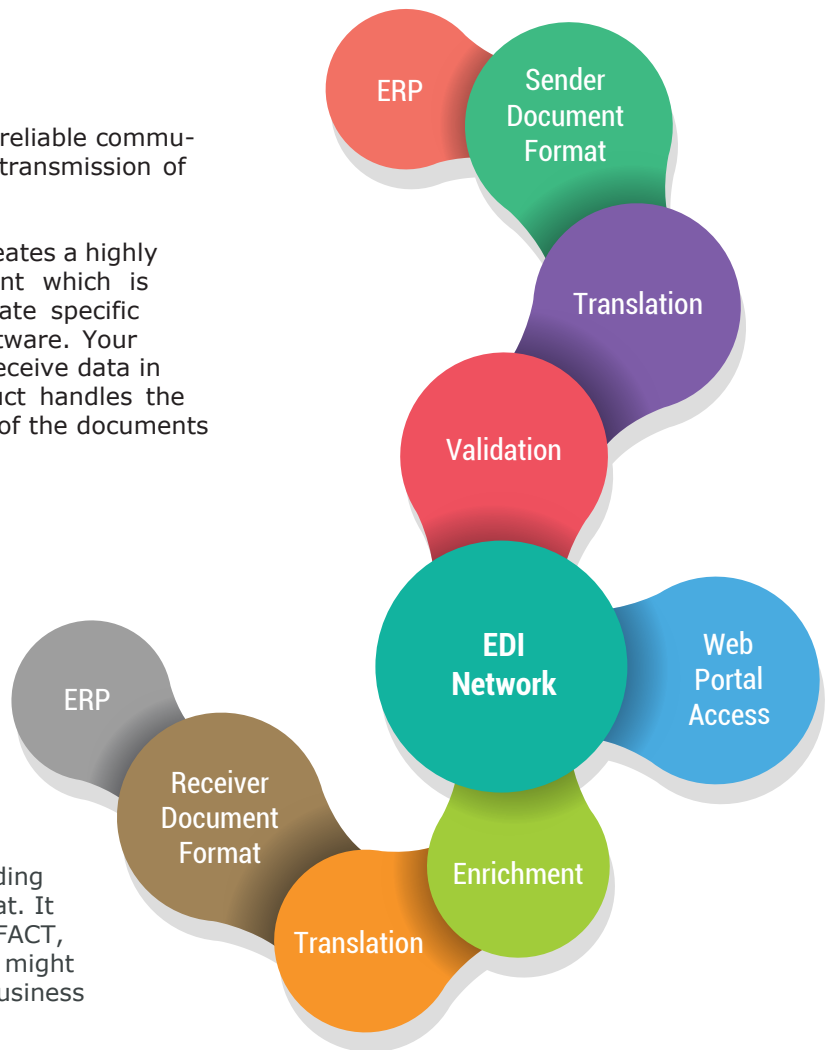 reliable commu-
transmission of
eates a highly
nt which is
ate specific
tware. Your
eceive data in
uct handles the
of the documents
ding
at. It
FACT,
might
usiness
ERP
Sender
Document
Format
Translation
Validation
EDI
Network
Web
Portal
Access
Enrichment
Translation
Receiver
Document
Format
ERP